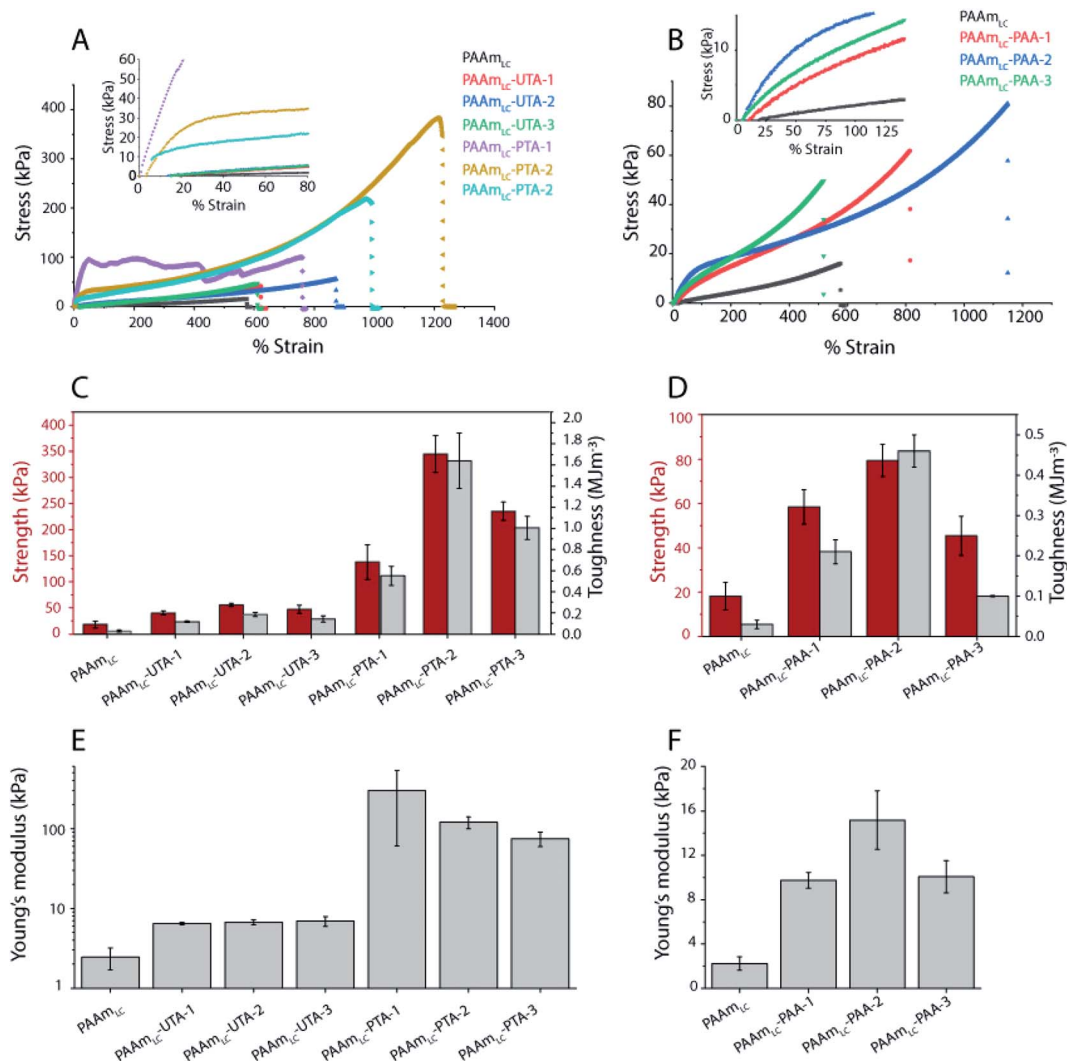 A
60
50
40
30
20
10
0
Stress (kPa)
20
40
60
80
% Strain
PAAmLC
PAAmLC-UTA-1
PAAmLC-UTA-2
PAAmLC-UTA-3
PAAmLC-PTA-1
PAAmLC-PTA-2
PAAmLC-PTA-2
400
300
200
100
0
Stress (kPa)
0
200
400
600
800
1000
1200
1400
% Strain
B
10
0
Stress (kPa)
25
50
75
100
125
% Strain
PAAmLC
PAAmLC-PAA-1
PAAmLC-PAA-2
PAAmLC-PAA-3
80
60
40
20
0
Stress (kPa)
0
200
400
600
800
1000
1200
% Strain
C
400
350
300
250
200
150
100
50
0
Strength (kPa)
2.0
1.8
1.6
1.4
1.2
1.0
0.8
0.6
0.4
0.2
0.0
Toughness (MJm-3)
PAAmLC
PAAmLC-UTA-1
PAAmLC-UTA-2
PAAmLC-UTA-3
PAAmLC-PTA-1
PAAmLC-PTA-2
PAAmLC-PTA-3
D
100
80
60
40
20
0
Strength (kPa)
0.5
0.4
0.3
0.2
0.1
0.0
Toughness (MJm-3)
PAAmLC
PAAmLC-PAA-1
PAAmLC-PAA-2
PAAmLC-PAA-3
E
100
10
1
Young's modulus (kPa)
PAAmLC
PAAmLC-UTA-1
PAAmLC-UTA-2
PAAmLC-UTA-3
PAAmLC-PTA-1
PAAmLC-PTA-2
PAAmLC-PTA-3
F
20
16
12
8
4
0
Young's modulus (kPa)
PAAmLC
PAAmLC-PAA-1
PAAmLC-PAA-2
PAAmLC-PAA-3